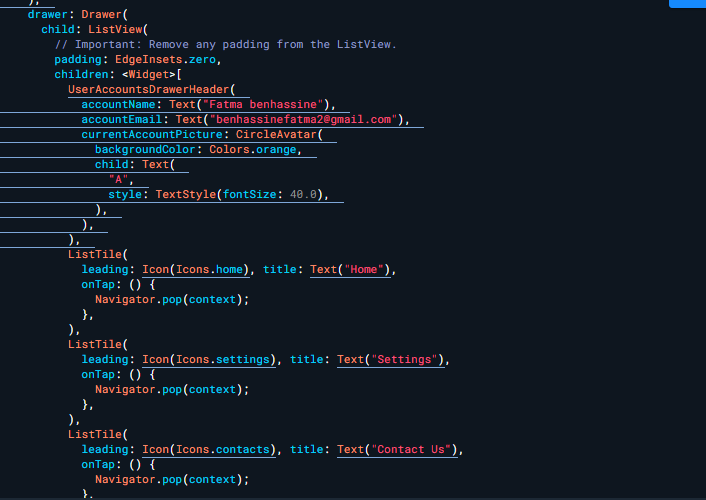 ),
drawer: Drawer(
child: ListView(
// Important: Remove any padding from the ListView.
padding: EdgeInsets.zero,
children: <Widget>[
UserAccountsDrawerHeader(
accountName: Text("Fatma benhassine"),
accountEmail: Text("benhassinefatma2@gmail.com"),
currentAccountPicture: CircleAvatar(
backgroundColor: Colors.orange,
child: Text(
"A",
style: TextStyle(fontSize: 40.0),
),
),
),
ListTile(
leading: Icon(Icons.home), title: Text("Home"),
onTap: () {
Navigator.pop(context);
},
),
ListTile(
leading: Icon(Icons.settings), title: Text("Settings"),
onTap: () {
Navigator.pop(context);
},
),
ListTile(
leading: Icon(Icons.contacts), title: Text("Contact Us"),
onTap: () {
Navigator.pop(context);
},